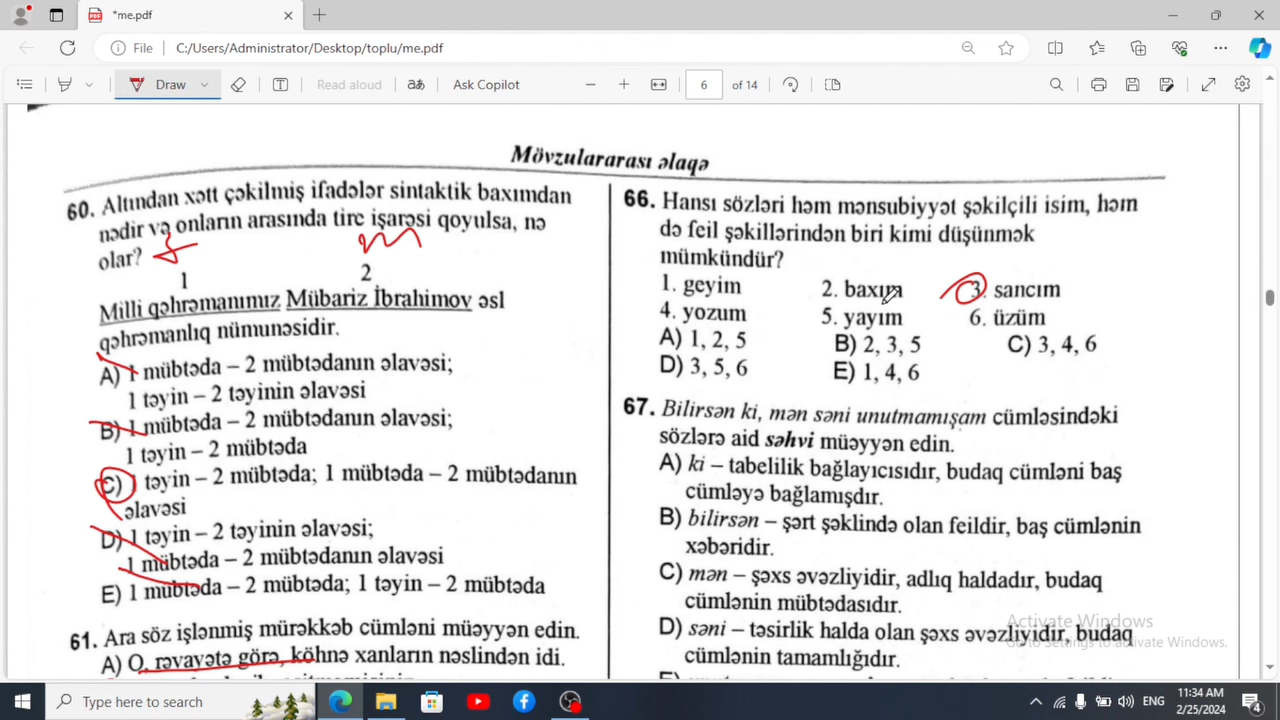 *me.pdf
File
C:/Users/Administrator/Desktop/toplu/me.pdf
Draw
Read aloud
aあ
Ask Copilot
6
of 14
Mövzulararası əlaqə
60. Altından xətt çəkilmiş ifadələr sintaktik baxımdan
nədir və onların arasında tire işarəsi qoyulsa, nə
olar?
1 2
Milli qəhrəmanımız Mübariz İbrahimov əsl
qəhrəmanlıq nümunəsidir.
A) 1 mübtəda – 2 mübtədanın əlavəsi;
1 təyin – 2 təyinin əlavəsi
B) 1 mübtəda – 2 mübtədanın əlavəsi;
1 təyin – 2 mübtəda
C) 1 təyin – 2 mübtəda; 1 mübtəda – 2 mübtədanın
əlavəsi
D) 1 təyin – 2 təyinin əlavəsi;
1 mübtəda – 2 mübtədanın əlavəsi
E) 1 mübtəda – 2 mübtəda; 1 təyin – 2 mübtəda
61. Ara söz işlənmiş mürəkkəb cümləni müəyyən edin.
A) O, rəvayətə görə, köhnə xanların nəslindən idi.
66. Hansı sözləri həm mənsubiyyət şəkilçili isim, həm
də feil şəkillərindən biri kimi düşünmək
mümkündür?
1. geyim 2. baxım 3. sancım
4. yozum 5. yayım 6. üzüm
A) 1, 2, 5 B) 2, 3, 5 C) 3, 4, 6
D) 3, 5, 6 E) 1, 4, 6
67. Bilirsən ki, mən səni unutmamışam cümləsindəki
sözlərə aid səhvi müəyyən edin.
A) ki – tabelilik bağlayıcısıdır, budaq cümləni baş
cümləyə bağlamışdır.
B) bilirsən – şərt şəklində olan feildir, baş cümlənin
xəbəridir.
C) mən – şəxs əvəzliyidir, adlıq haldadır, budaq
cümlənin mübtədasıdır.
D) səni – təsirlik halda olan şəxs əvəzliyidir, budaq
cümlənin tamamlığıdır.
Activate Windows
Go to Settings to activate Windows.
Type here to search
ENG
11:34 AM
2/25/2024
4